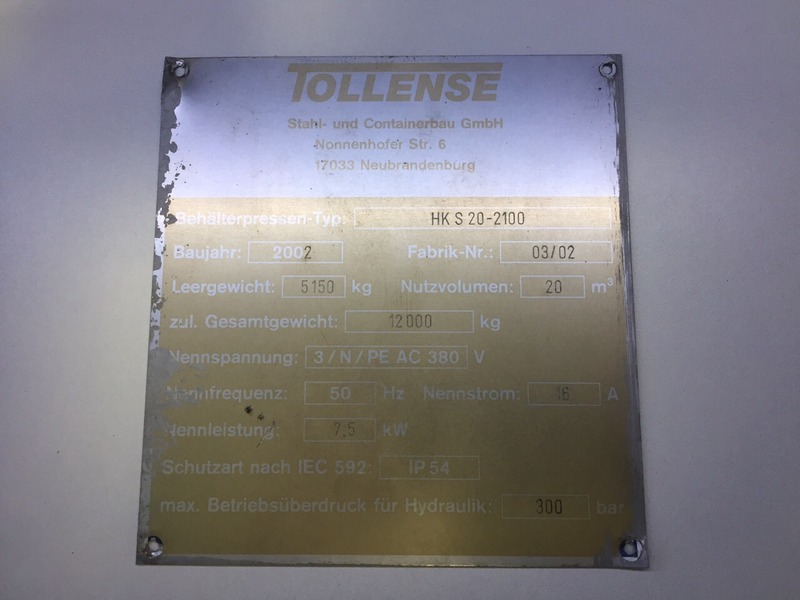 TOLLENSE
Stahl- und Containerbau GmbH
Nonnenhofer Str. 6
17033 Neubrandenburg
Behälterpressen-Typ: HK S 20-2100
Baujahr: 2002 Fabrik-Nr.: 03/02
Leergewicht: 5150 kg Nutzvolumen: 20 m³
zul. Gesamtgewicht: 12000 kg
Nennspannung: 3/N/PE AC 380 V
Nennfrequenz: 50 Hz Nennstrom: 16 A
Nennleistung: 7,5 kW
Schutzart nach IEC 592: IP 54
max. Betriebsüberdruck für Hydraulik: 300 bar